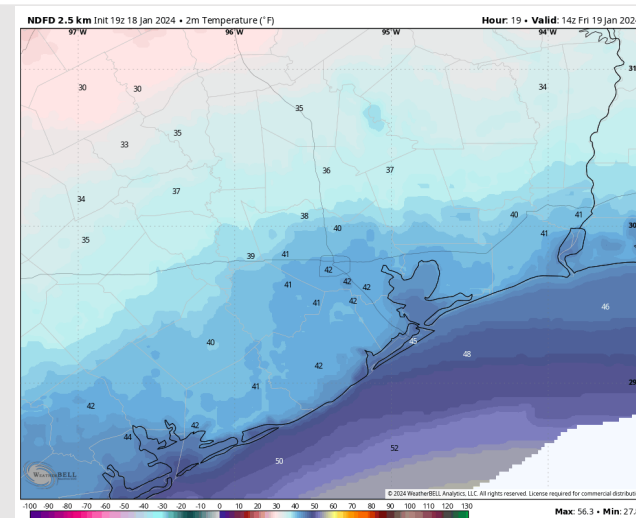 NDFD 2.5 km Init 19z 18 Jan 2024 • 2m Temperature (°F)
Hour: 19 • Valid: 14z Fri 19 Jan 2024
97°W 96°W 95°W 94°W
31
30 30 34
35
35
33
36 37
37
34
38 40 41
40 41 30
35
39 41
42
41 42 42
41 42
46
40 45
48
42
41 29
42
42
44
52
50
WeatherBELL
© 2024 WeatherBELL Analytics, LLC. All rights reserved. License required for commercial distribut
-100 -90 -80 -70 -60 -50 -40 -30 -20 -10 0 10 20 30 40 50 60 70 80 90 100 110 120 130
Max: 56.3 • Min: 27.